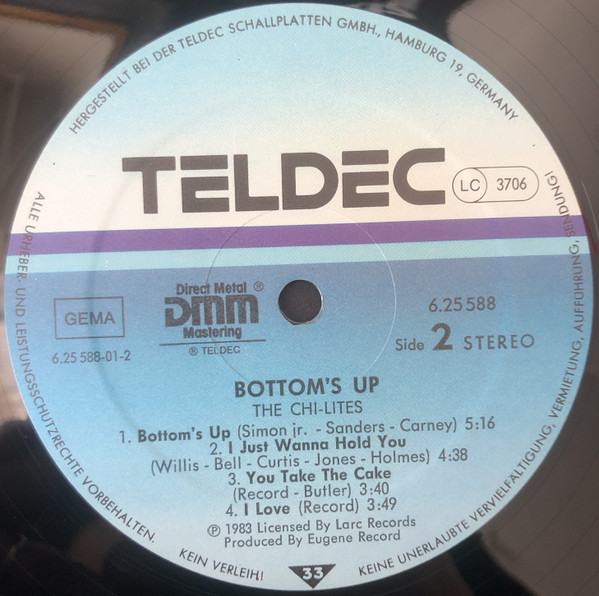 HERGESTELLT BEI DER TELDEC SCHALLPLATTEN GMBH., HAMBURG 19, GERMANY
TELDEC
LC 3706
Direct Metal ®
DMM
Mastering
® TELDEC
GEMA
6.25 588-01-2
6.25 588
Side 2 STEREO
BOTTOM'S UP
THE CHI-LITES
1. Bottom's Up (Simon jr. - Sanders - Carney) 5:16
2. I Just Wanna Hold You
(Willis - Bell - Curtis - Jones - Holmes) 4:38
3. You Take The Cake
(Record - Butler) 3:40
4. I Love (Record) 3:49
℗ 1983 Licensed By Larc Records
Produced By Eugene Record
33
ALLE URHEBER- UND LEISTUNGSSCHUTZRECHTE VORBEHALTEN.
KEIN VERLEIH!
KEINE UNERLAUBTE VERVIELFÄLTIGUNG, VERMIETUNG, AUFFÜHRUNG, SENDUNG!